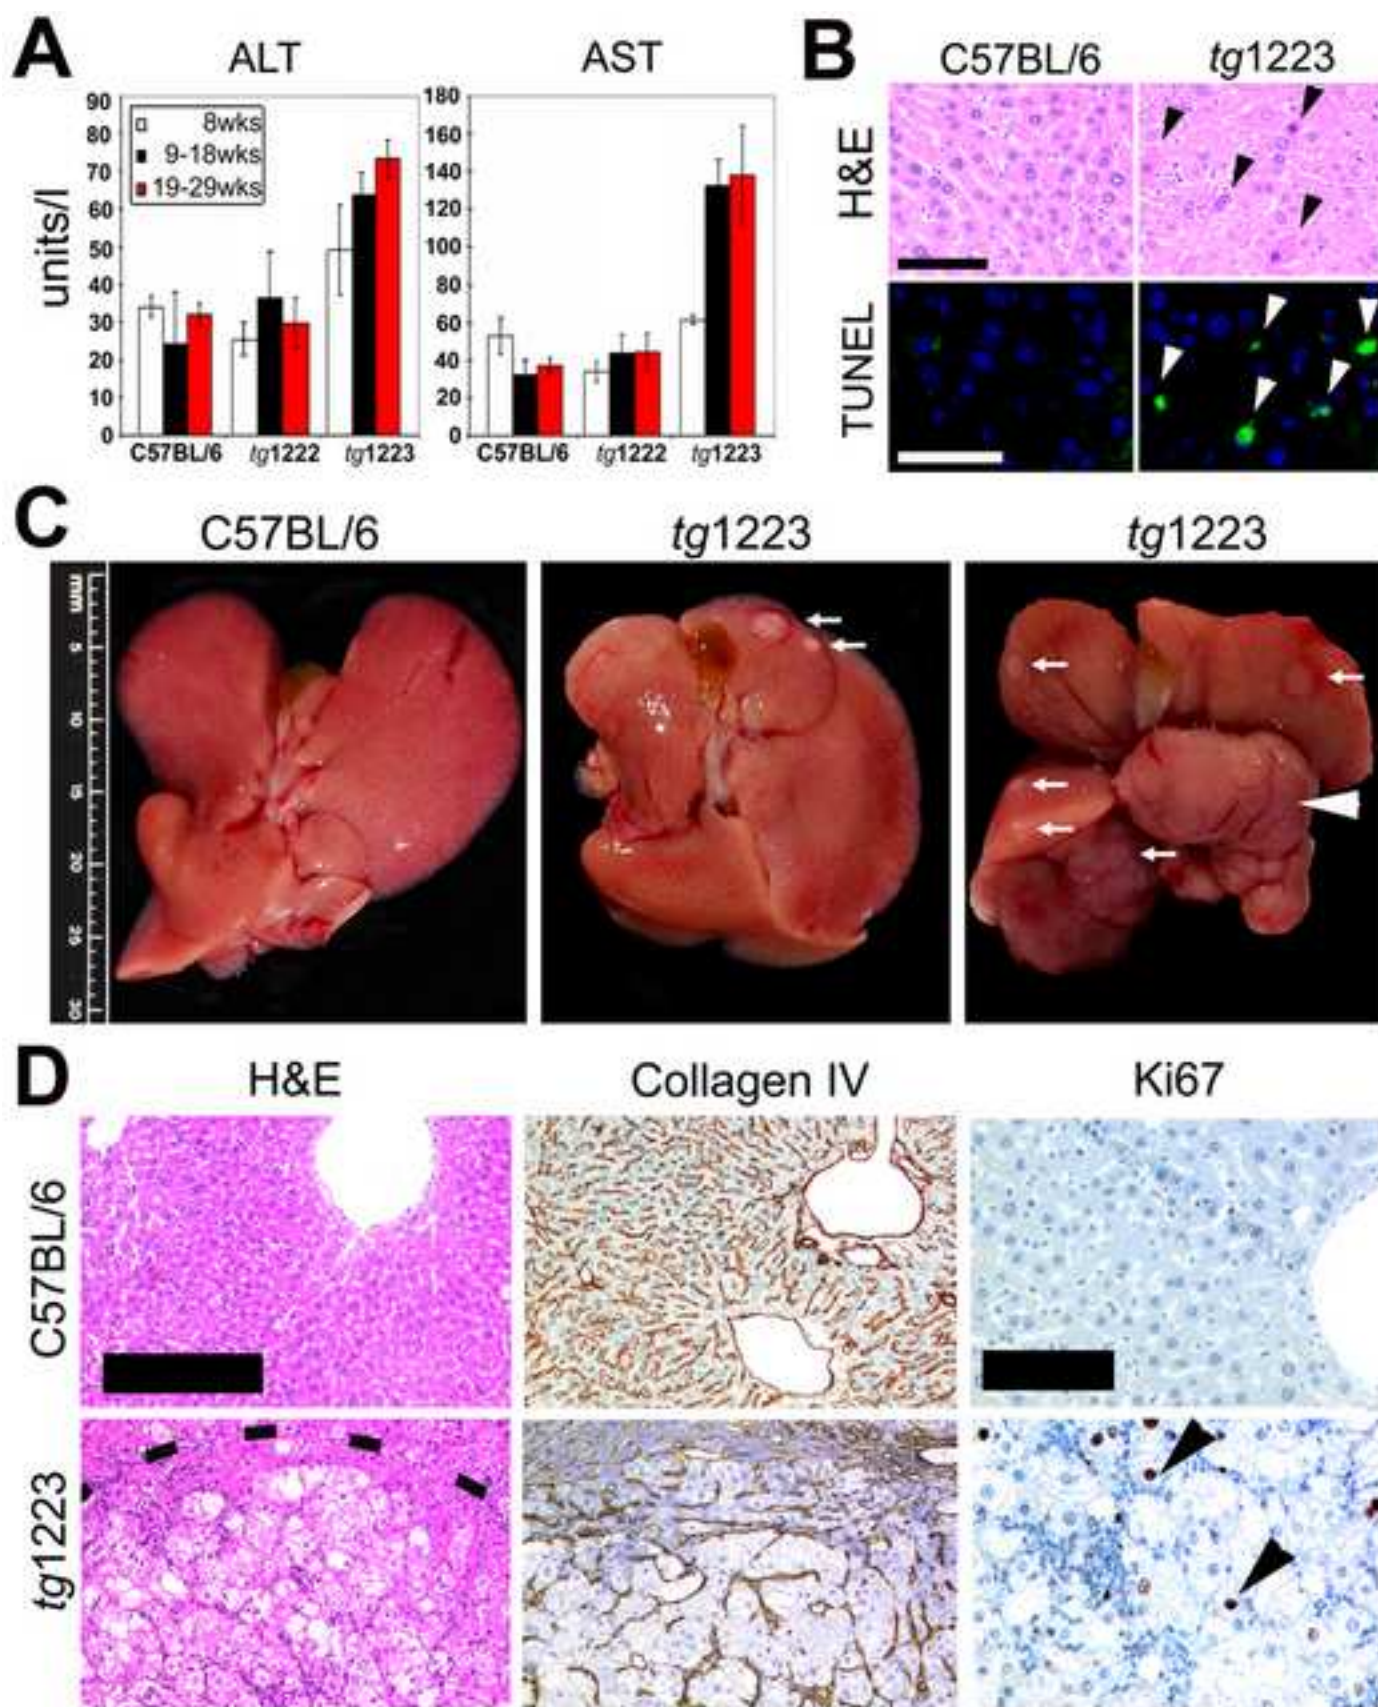 A
ALT
AST
units/l
90
80
70
60
50
40
30
20
10
0
8wks
9-18wks
19-29wks
C57BL/6
tg1222
tg1223
180
160
140
120
100
80
60
40
20
0
C57BL/6
tg1222
tg1223
B
C57BL/6
tg1223
H&E
TUNEL
C
C57BL/6
tg1223
tg1223
mm
5
10
15
20
25
30
D
H&E
Collagen IV
Ki67
C57BL/6
tg1223